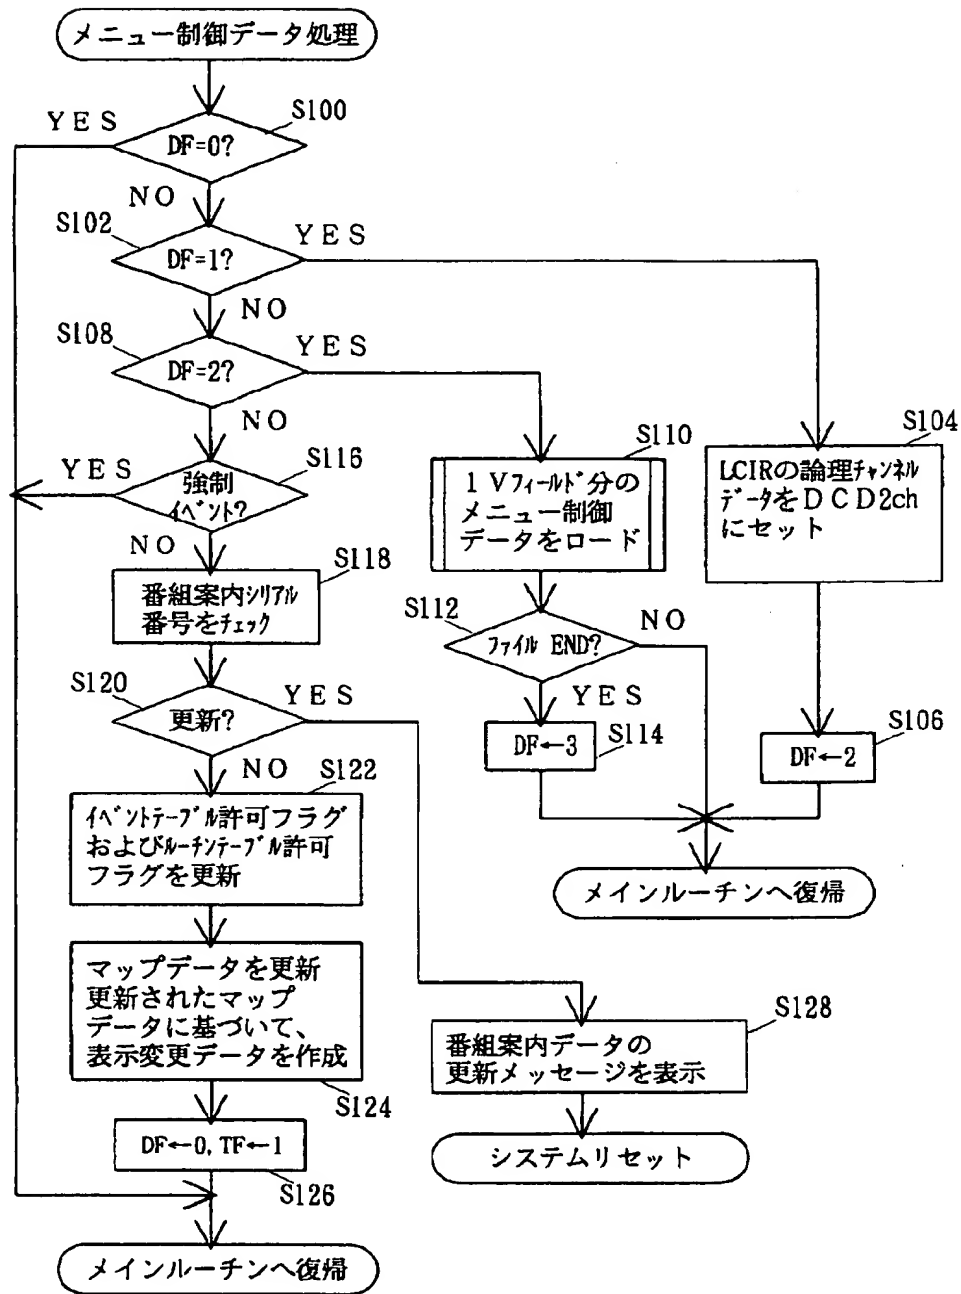 メニュー制御データ処理
S100
YES
DF=0?
NO
S102
YES
DF=1?
NO
S108
YES
DF=2?
NO
S104
LCIRの論理チャンネル
データをDCD2ch
にセット
S110
1Vフィールド分の
メニュー制御
データをロード
S116
YES
強制
イベント?
NO
S118
番組案内シリアル
番号をチェック
S112
NO
ファイル END?
YES
S120
YES
更新?
NO
S114
DF←3
S106
DF←2
S122
イベントテーブル許可フラグ
およびルーチンテーブル許可
フラグを更新
メインルーチンへ復帰
マップデータを更新
更新されたマップ
データに基づいて、
表示変更データを作成
S124
S128
番組案内データの
更新メッセージを表示
DF←0, TF←1
S126
システムリセット
メインルーチンへ復帰